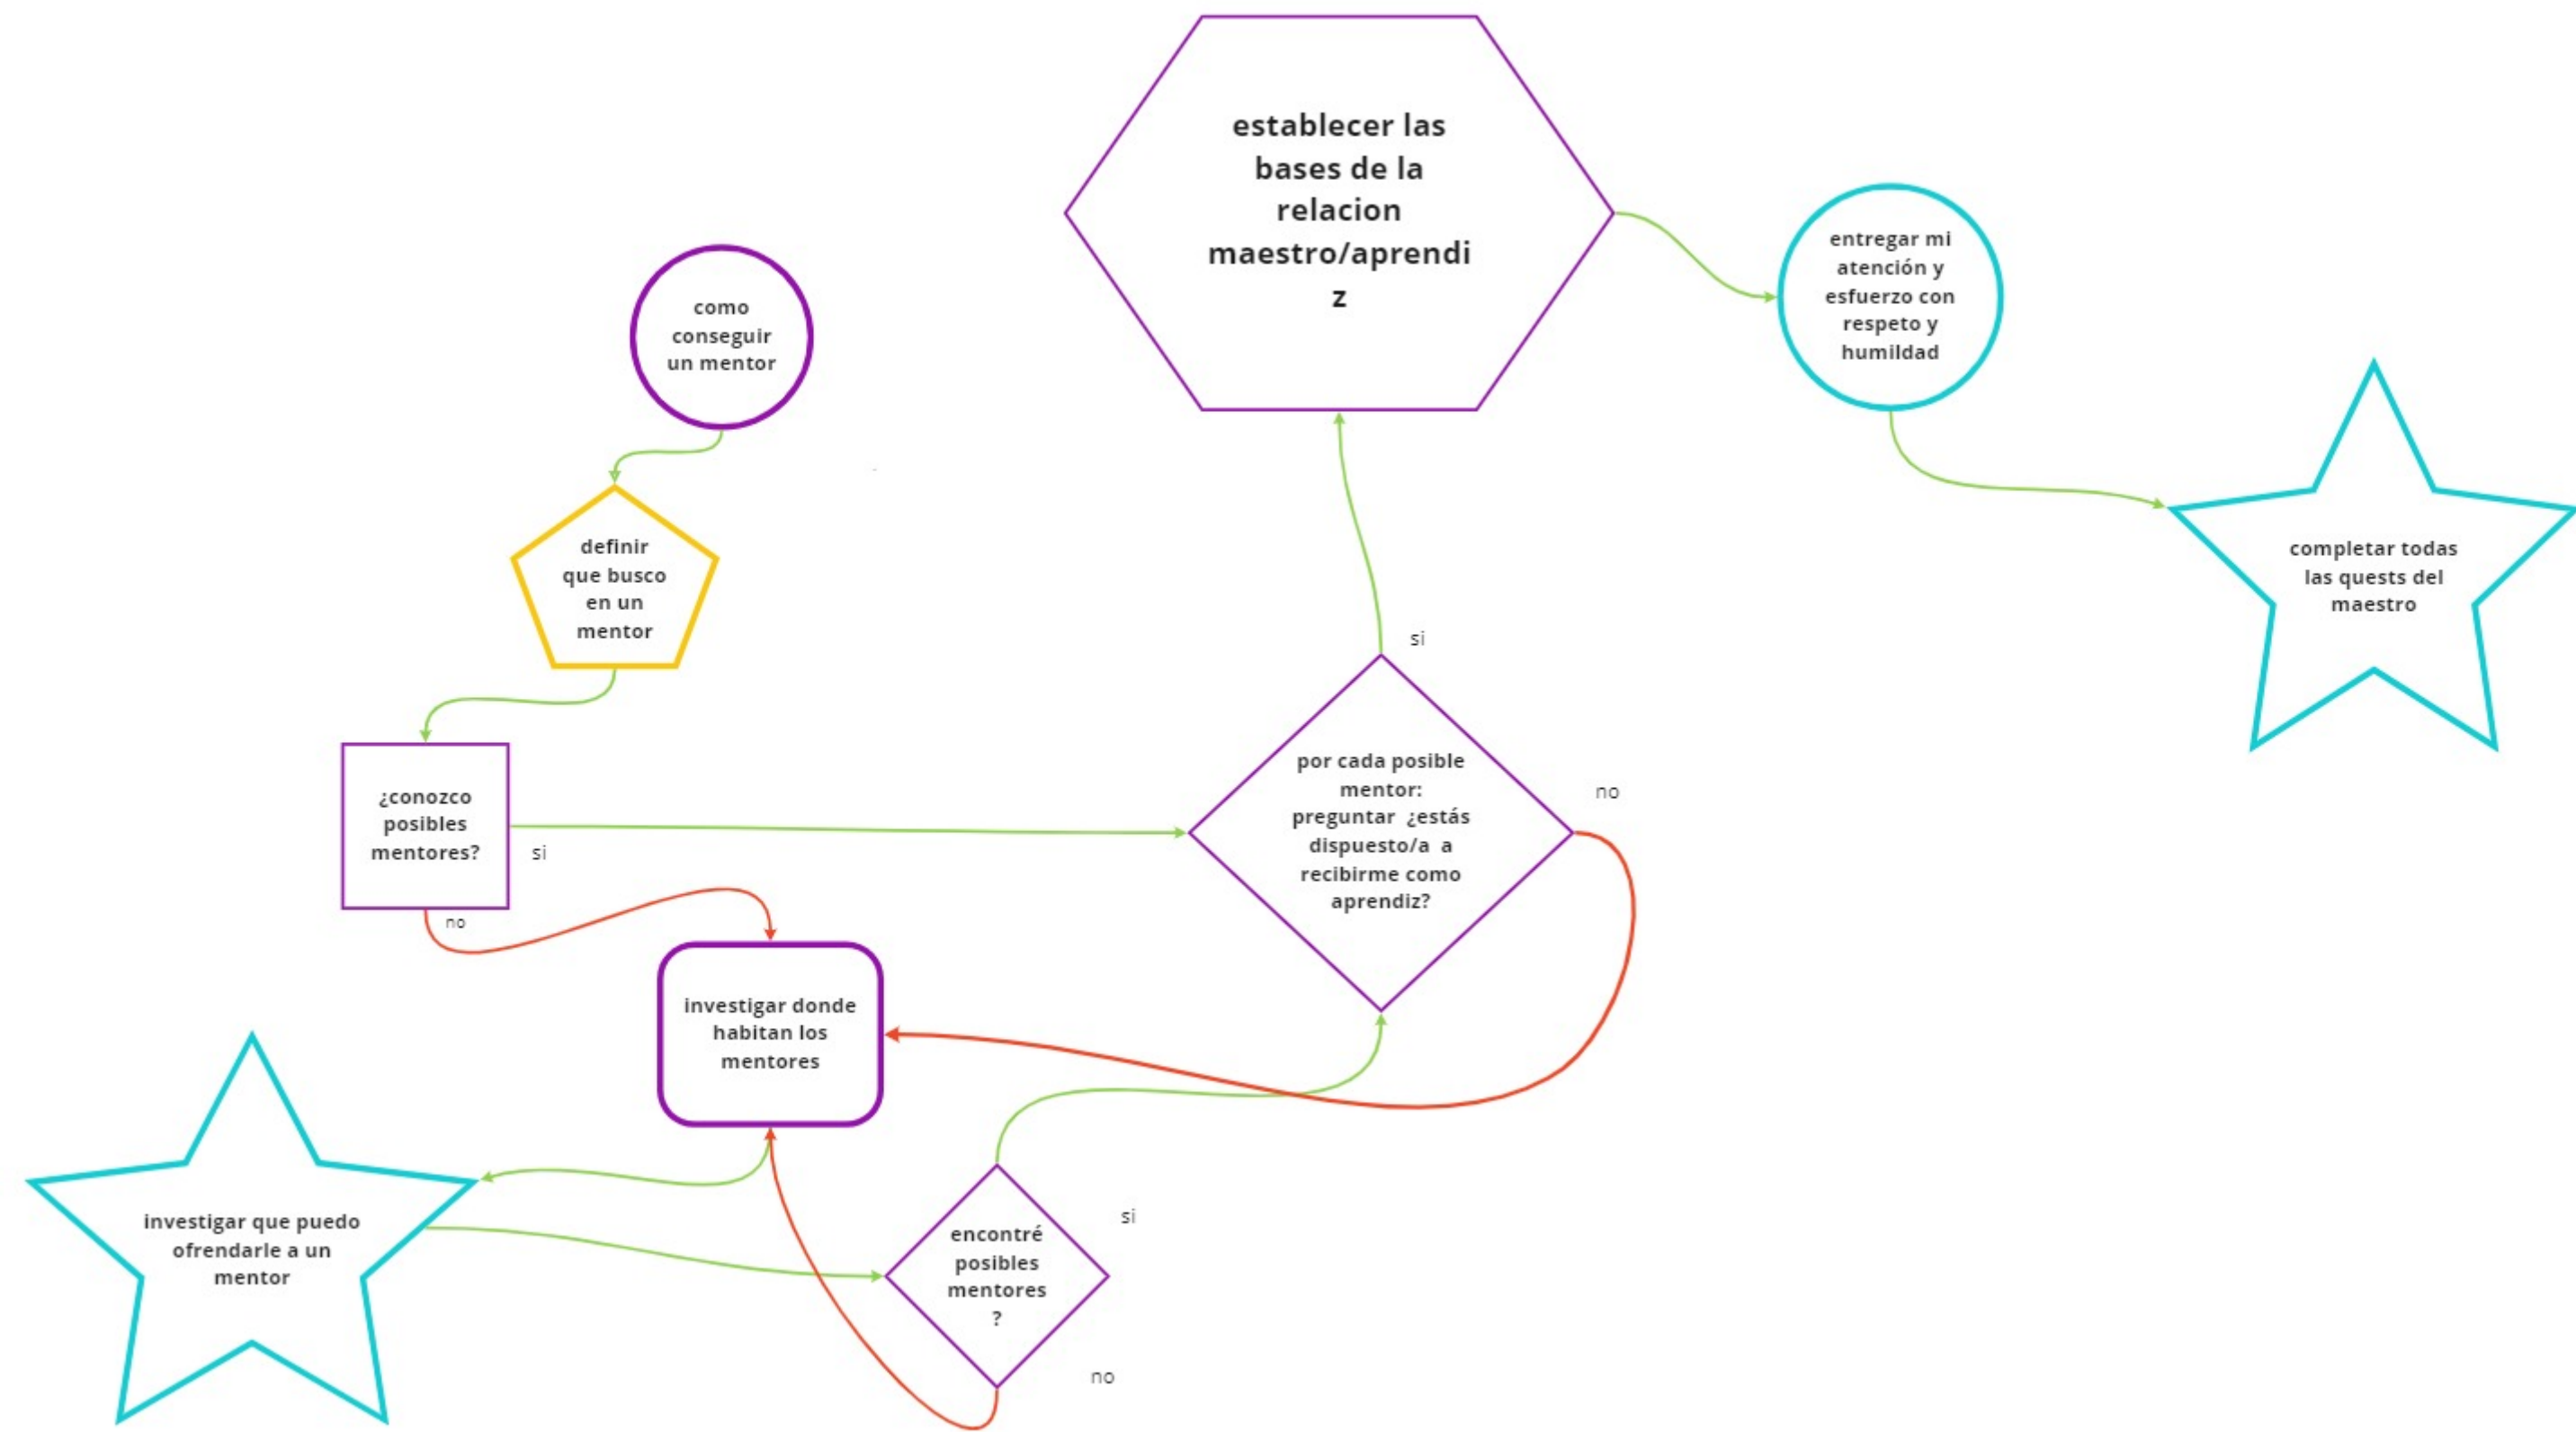 como
conseguir
un mentor
definir
que busco
en un
mentor
¿conozco
posibles
mentores?
si
no
investigar donde
habitan los
mentores
investigar que puedo
ofrendarle a un
mentor
encontré
posibles
mentores
?
si
no
por cada posible
mentor:
preguntar  ¿estás
dispuesto/a  a
recibirme como
aprendiz?
si
no
establecer las
bases de la
relacion
maestro/aprendi
z
entregar mi
atención y
esfuerzo con
respeto y
humildad
completar todas
las quests del
maestro